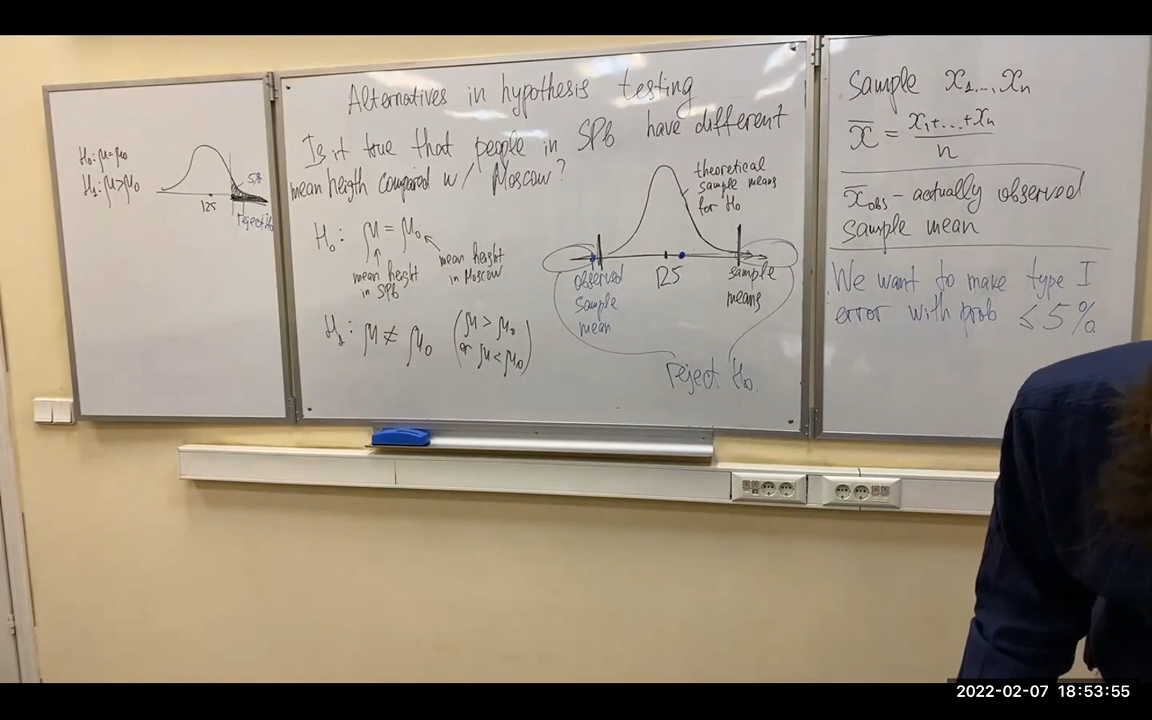 H₀: μ=μ₀
H₁: μ>μ₀
5%
125
reject H₀
Alternatives in hypothesis testing
Is it true that people in SPb have different
mean heigth compared w/ Moscow?
H₀: μ = μ₀
mean height
in SPb
mean height
in Moscow
H₁: μ ≠ μ₀
(μ > μ₀
or μ < μ₀)
theoretical
sample means
for H₀
observed
sample
mean
125
sample
means
reject H₀.
Sample x₁...xₙ
x̄ = x₁+...+xₙ
n
x̄obs - actually observed
sample mean
We want to make type I
error with prob ≤ 5%
2022-02-07 18:53:55